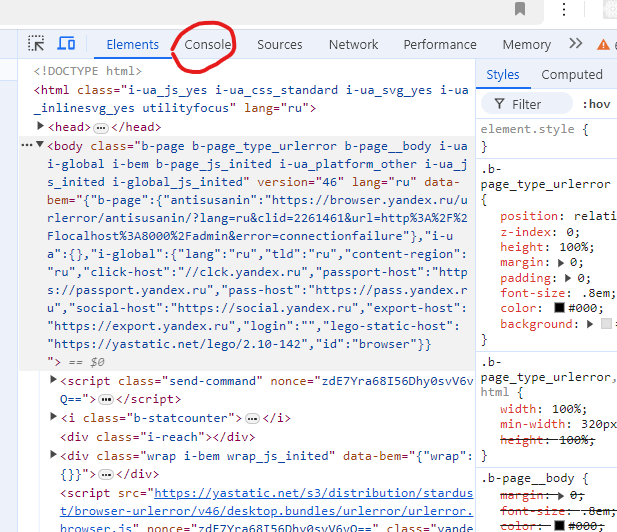 Elements Console Sources Network Performance Memory
<!DOCTYPE html>
<html class="i-ua_js_yes i-ua_css_standard i-ua_svg_yes i-ua_inlinesvg_yes utilityfocus" lang="ru">
<head> ... </head>
... <body class="b-page b-page_type_urlerror b-page__body i-ua
i-global i-bem b-page_js_inited i-ua_platform_other i-ua_j
s_inited i-global_js_inited" version="46" lang="ru" data-
bem="{"b-page":{"antisusanin":"https://browser.yandex.ru/
urlerror/antisusanin/?lang=ru&clid=2261461&url=http%3A%2F%2
Flocalhost%3A8000%2Fadmin&error=connectionfailure"},"i-u
a":{},"i-global":{"lang":"ru","tld":"ru","content-region":
"ru","click-host":"//clck.yandex.ru","passport-host":"http
s://passport.yandex.ru","pass-host":"https://pass.yandex.r
u","social-host":"https://social.yandex.ru","export-host":
"https://export.yandex.ru","login":"","lego-static-host":
"https://yastatic.net/lego/2.10-142","id":"browser"}}
"> == $0
<script class="send-command" nonce="zdE7Yra68I56Dhy0svV6v
Q=="> ... </script>
<i class="b-statcounter"> ... </i>
<div class="i-reach"></div>
<div class="wrap i-bem wrap_js_inited" data-bem="{"wrap":
{}}"> ... </div>
<script src="https://yastatic.net/s3/distribution/stardus
t/browser-urlerror/v46/desktop.bundles/urlerror/urlerror.
browser.js" nonce="zdE7Yra68I56Dhy0svV6vQ==" class="yande
Styles Computed
Filter :hov
element.style {
}
.b-
page_type_urlerror
{
position: relati
z-index: 0;
height: 100%;
margin: 0;
padding: 0;
font-size: .8em;
color: #000;
background:
}
.b-
page_type_urlerror,
html {
width: 100%;
min-width: 320px
height: 100%;
}
.b-page__body {
margin: 0;
font-size: .8em
color: #000;